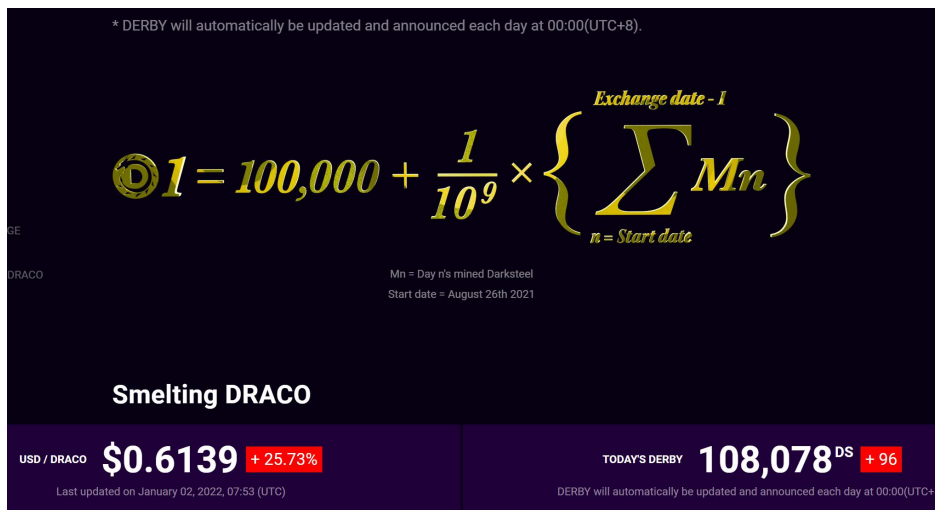 * DERBY will automatically be updated and announced each day at 00:00(UTC+8).
Exchange date - 1
D 1 = 100,000 + 1/10⁹ × { ∑ Mn }
n = Start date
GE
DRACO
Mn = Day n's mined Darksteel
Start date = August 26th 2021
Smelting DRACO
USD / DRACO $0.6139 + 25.73%
Last updated on January 02, 2022, 07:53 (UTC)
TODAY'S DERBY 108,078 DS + 96
DERBY will automatically be updated and announced each day at 00:00(UTC+